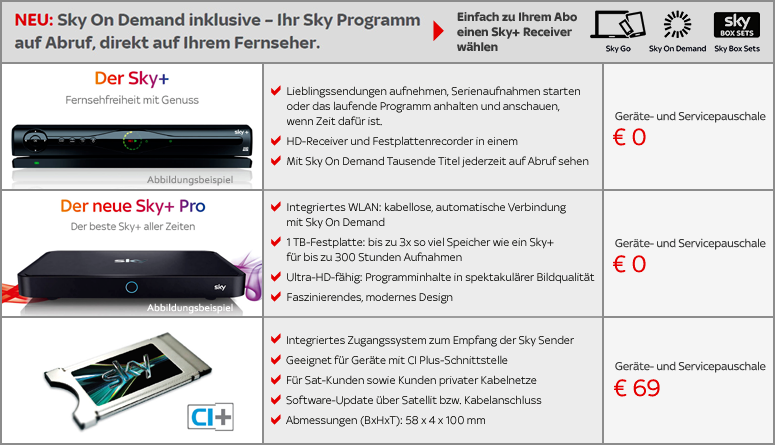 NEU: Sky On Demand inklusive – Ihr Sky Programm
auf Abruf, direkt auf Ihrem Fernseher.
Einfach zu Ihrem Abo
einen Sky+ Receiver
wählen
Sky Go
Sky On Demand
sky
BOX SETS
Sky Box Sets
Der Sky+
Fernsehfreiheit mit Genuss
sky+
Abbildungsbeispiel
Lieblingssendungen aufnehmen, Serienaufnahmen starten
oder das laufende Programm anhalten und anschauen,
wenn Zeit dafür ist.
HD-Receiver und Festplattenrecorder in einem
Mit Sky On Demand Tausende Titel jederzeit auf Abruf sehen
Geräte- und Servicepauschale
€ 0
Der neue Sky+ Pro
Der beste Sky+ aller Zeiten
sky
sky
Abbildungsbeispiel
Integriertes WLAN: kabellose, automatische Verbindung
mit Sky On Demand
1 TB-Festplatte: bis zu 3x so viel Speicher wie ein Sky+
für bis zu 300 Stunden Aufnahmen
Ultra-HD-fähig: Programminhalte in spektakulärer Bildqualität
Faszinierendes, modernes Design
Geräte- und Servicepauschale
€ 0
sky
CI+
Integriertes Zugangssystem zum Empfang der Sky Sender
Geeignet für Geräte mit CI Plus-Schnittstelle
Für Sat-Kunden sowie Kunden privater Kabelnetze
Software-Update über Satellit bzw. Kabelanschluss
Abmessungen (BxHxT): 58 x 4 x 100 mm
Geräte- und Servicepauschale
€ 69